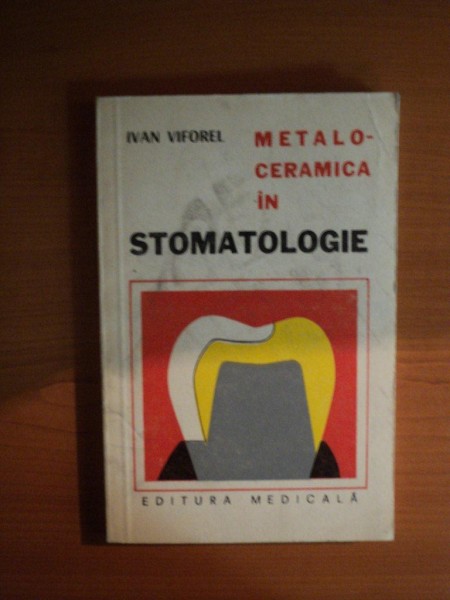 IVAN VIFOREL
METALO-
CERAMICA
ÎN
STOMATOLOGIE
EDITURA MEDICALĂ